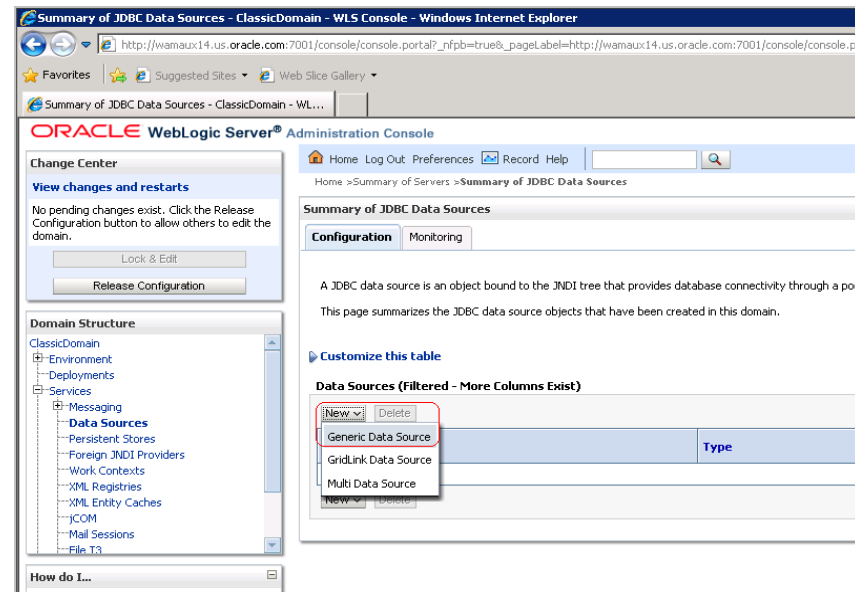 Summary of JDBC Data Sources - ClassicDomain - WLS Console - Windows Internet Explorer
http://wamaux14.us.oracle.com:7001/console/console.portal?_nfpb=true&_pageLabel=http://wamaux14.us.oracle.com:7001/console/console.p
Favorites Suggested Sites Web Slice Gallery
Summary of JDBC Data Sources - ClassicDomain - WL...
ORACLE WebLogic Server® Administration Console
Change Center
View changes and restarts
No pending changes exist. Click the Release
Configuration button to allow others to edit the
domain.
Lock & Edit
Release Configuration
Domain Structure
ClassicDomain
Environment
Deployments
Services
Messaging
Data Sources
Persistent Stores
Foreign JNDI Providers
Work Contexts
XML Registries
XML Entity Caches
jCOM
Mail Sessions
File T3
How do I...
Home Log Out Preferences Record Help
Home >Summary of Servers >Summary of JDBC Data Sources
Summary of JDBC Data Sources
Configuration Monitoring
A JDBC data source is an object bound to the JNDI tree that provides database connectivity through a po
This page summarizes the JDBC data source objects that have been created in this domain.
Customize this table
Data Sources (Filtered - More Columns Exist)
New Delete
Generic Data Source
GridLink Data Source
Multi Data Source
Type
New Delete